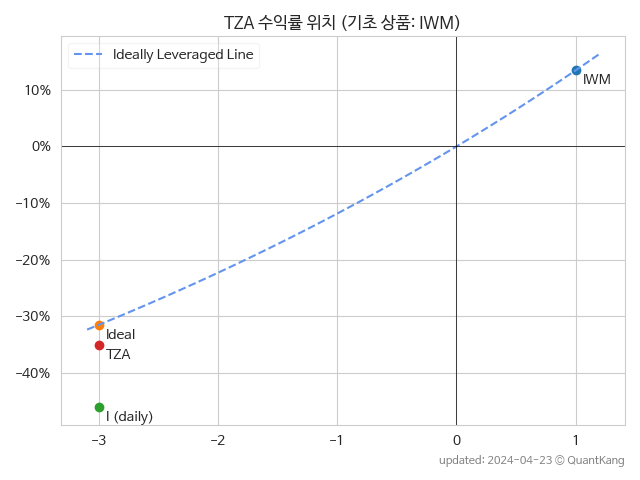 TZA 수익률 위치 (기초 상품: IWM)
Ideally Leveraged Line
IWM
10%
0%
−10%
−20%
−30%
−40%
Ideal
TZA
I (daily)
−3
−2
−1
0
1
updated: 2024-04-23 © QuantKang